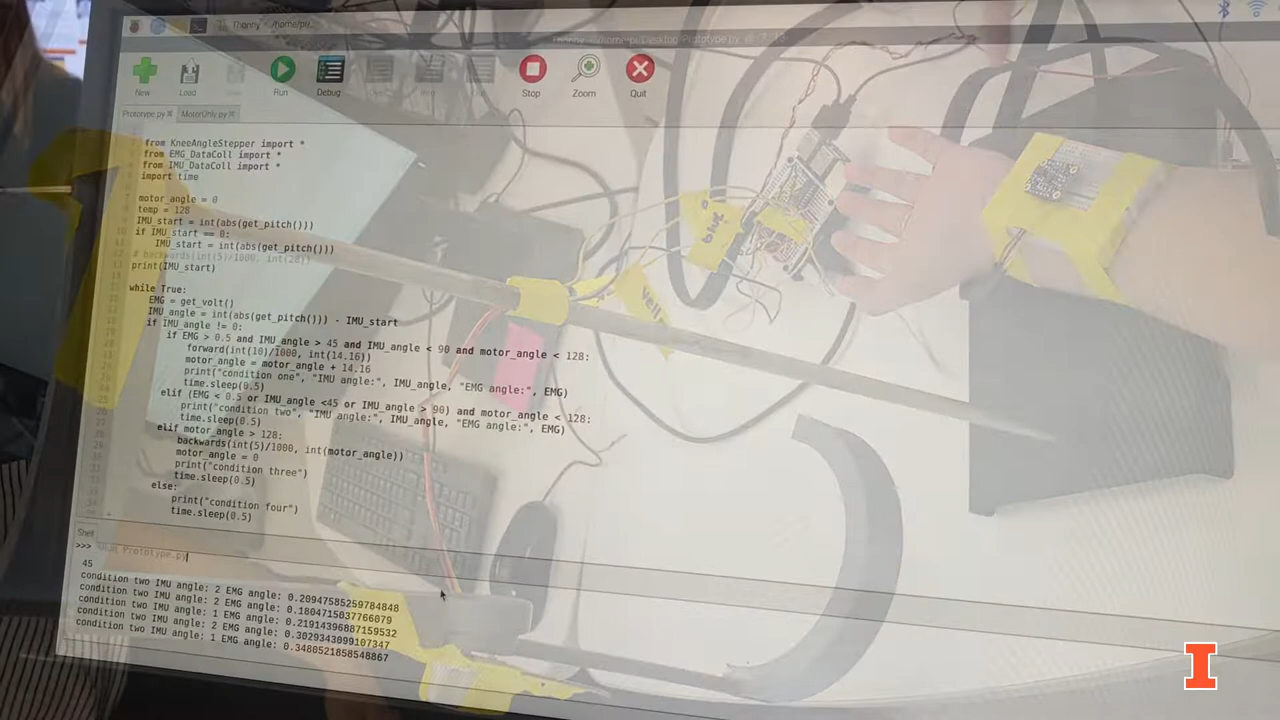 New
Load
Run
Debug
Stop
Zoom
Quit
Prototype.py
MotorOnly.py
from KneeAngleStepper import *
from EMG_DataColl import *
from IMU_DataColl import *
import time
motor_angle = 0
temp = 128
IMU_start = int(abs(get_pitch()))
if IMU_start == 0:
IMU_start = int(abs(get_pitch()))
# backwards(int(5)/1000, int(28))
print(IMU_start)
while True:
EMG = get_volt()
IMU_angle = int(abs(get_pitch())) - IMU_start
if IMU_angle != 0:
if EMG > 0.5 and IMU_angle > 45 and IMU_angle < 90 and motor_angle < 128:
forward(int(10)/1000, int(14.16))
motor_angle = motor_angle + 14.16
print("condition one", "IMU angle:", IMU_angle, "EMG angle:", EMG)
time.sleep(0.5)
elif (EMG < 0.5 or IMU_angle <45 or IMU_angle > 90) and motor_angle < 128:
print("condition two", "IMU angle:", IMU_angle, "EMG angle:", EMG)
time.sleep(0.5)
elif motor_angle > 128:
backwards(int(5)/1000, int(motor_angle))
motor_angle = 0
print("condition three")
time.sleep(0.5)
else:
print("condition four")
time.sleep(0.5)
Shell
>>> %Run Prototype.py
45
condition two IMU angle: 2 EMG angle: 0.20947585259784848
condition two IMU angle: 2 EMG angle: 0.1804715037766079
condition two IMU angle: 1 EMG angle: 0.21914396887159532
condition two IMU angle: 2 EMG angle: 0.3029343099107347
condition two IMU angle: 1 EMG angle: 0.3480521858548867
I